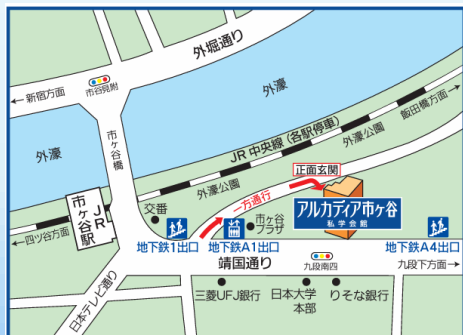 外堀通り
←新宿方面
市谷見附
外濠
外濠
飯田橋方面→
市ヶ谷橋
JR中央線（各駅停車）
外濠公園
外濠
正面玄関
外濠公園
一方通行
アルカディア市ヶ谷
私学会館
交番
市ヶ谷
プラザ
JR
市ヶ谷駅
←四ツ谷方面
地下鉄1出口
地下鉄A1出口
地下鉄A4出口
靖国通り
九段南四
九段下方面→
日本テレビ通り
三菱UFJ銀行
日本大学
本部
りそな銀行